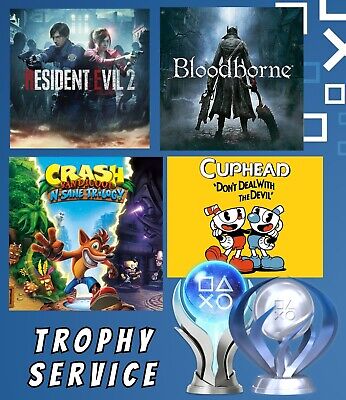 RESIDENT EVIL 2
Bloodborne
CRASH
BANDICOOT
N. SANE TRILOGY
CUPHEAD
"DON'T DEAL WITH
THE DEVIL"
TROPHY
SERVICE